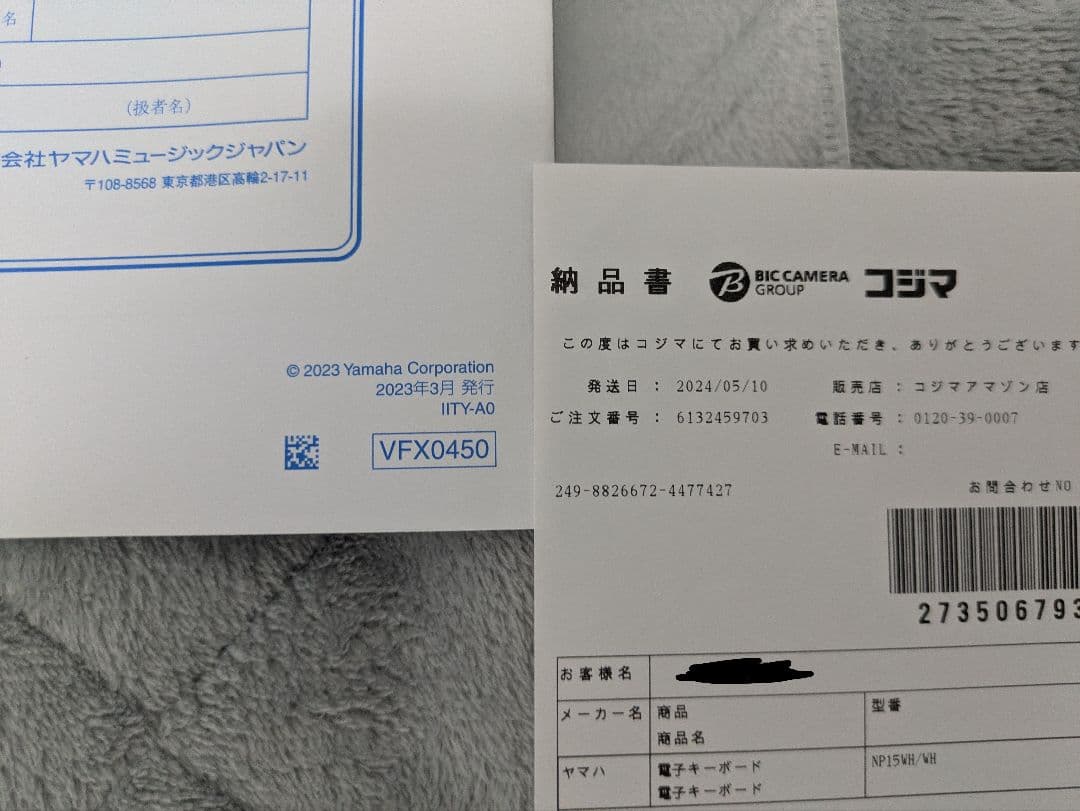 名
(扱者名)
会社ヤマハミュージックジャパン
〒108-8568 東京都港区高輪2-17-11
© 2023 Yamaha Corporation
2023年3月 発行
IITY-A0
VFX0450
納品書 BIC CAMERA GROUP コジマ
この度はコジマにてお買い求めいただき、ありがとうございます
発送日 : 2024/05/10 販売店 : コジマアマゾン店
ご注文番号 : 6132459703 電話番号 : 0120-39-0007
E-MAIL :
249-8826672-4477427 お問合わせNO
273506793
お客様名
メーカー名 商品 型番
商品名
ヤマハ 電子キーボード NP15WH/WH
電子キーボード